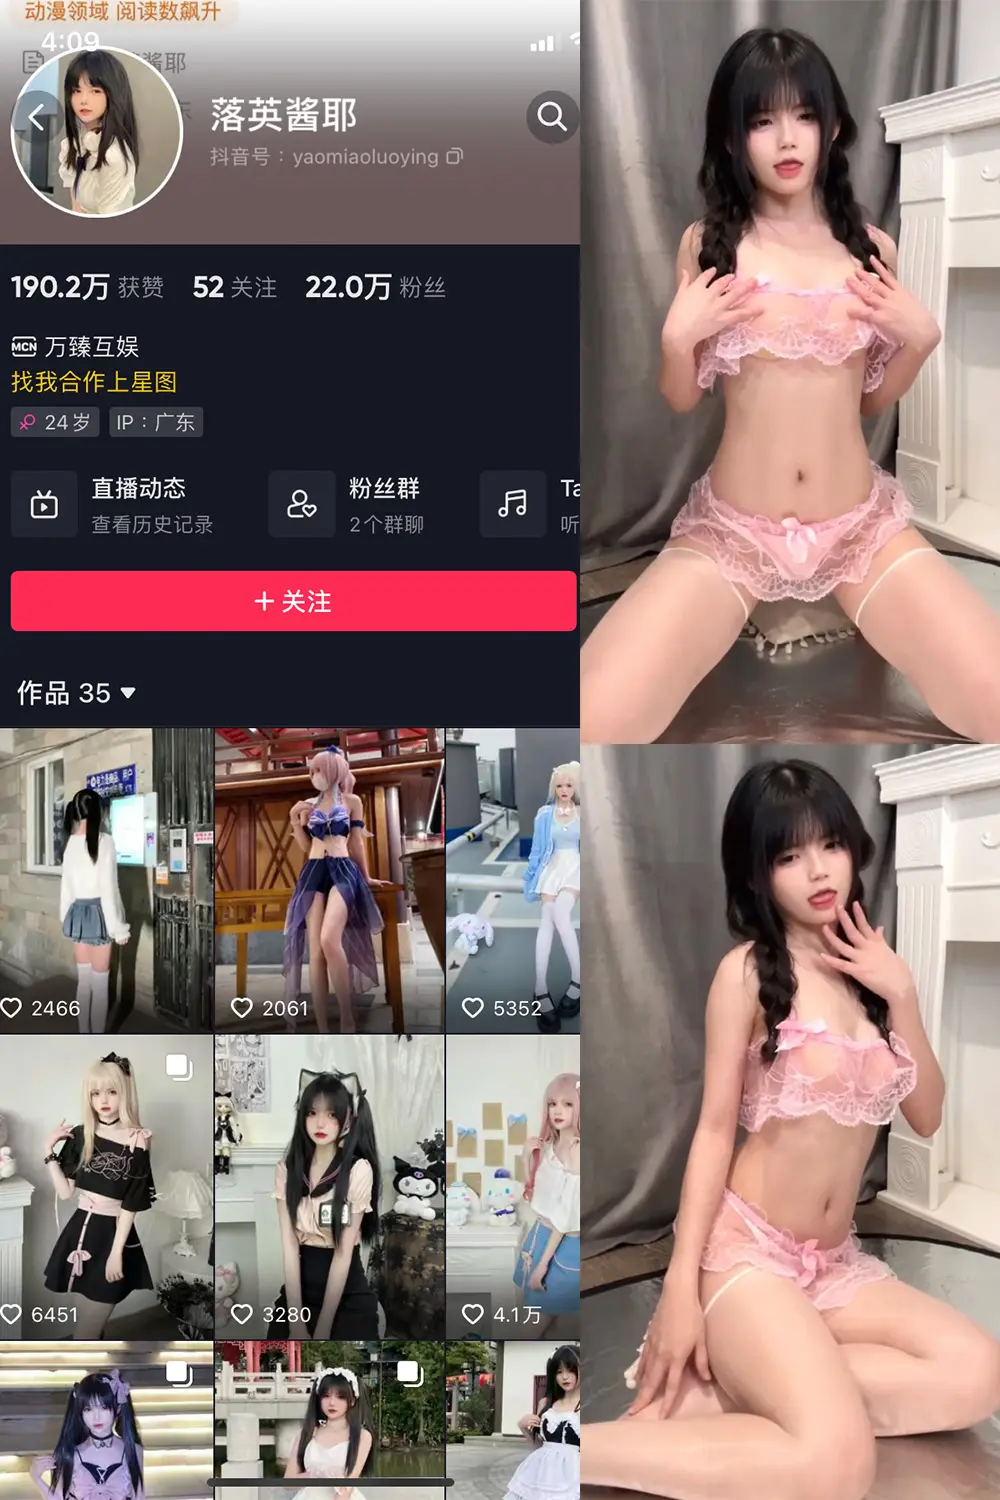 动漫领域 阅读数飙升
4:09
酱耶
落英酱耶
抖音号：yaomiaoluoying
190.2万 获赞 52 关注 22.0万 粉丝
MCN 万臻互娱
找我合作上星图
24岁 IP：广东
直播动态 粉丝群
查看历史记录 2个群聊 听
+ 关注
作品 35
2466 2061 5352
6451 3280 4.1万